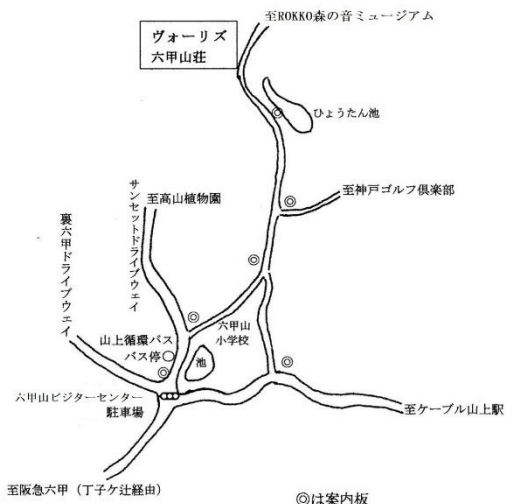 至ROKKO森の音ミュージアム
ヴォーリズ
六甲山荘
ひょうたん池
至神戸ゴルフ倶楽部
サンセットドライブウェイ
至高山植物園
裏六甲ドライブウェイ
六甲山
小学校
山上循環バス
バス停
池
六甲山ビジターセンター
駐車場
至ケーブル山上駅
至阪急六甲（丁子ケ辻経由）
◎は案内板